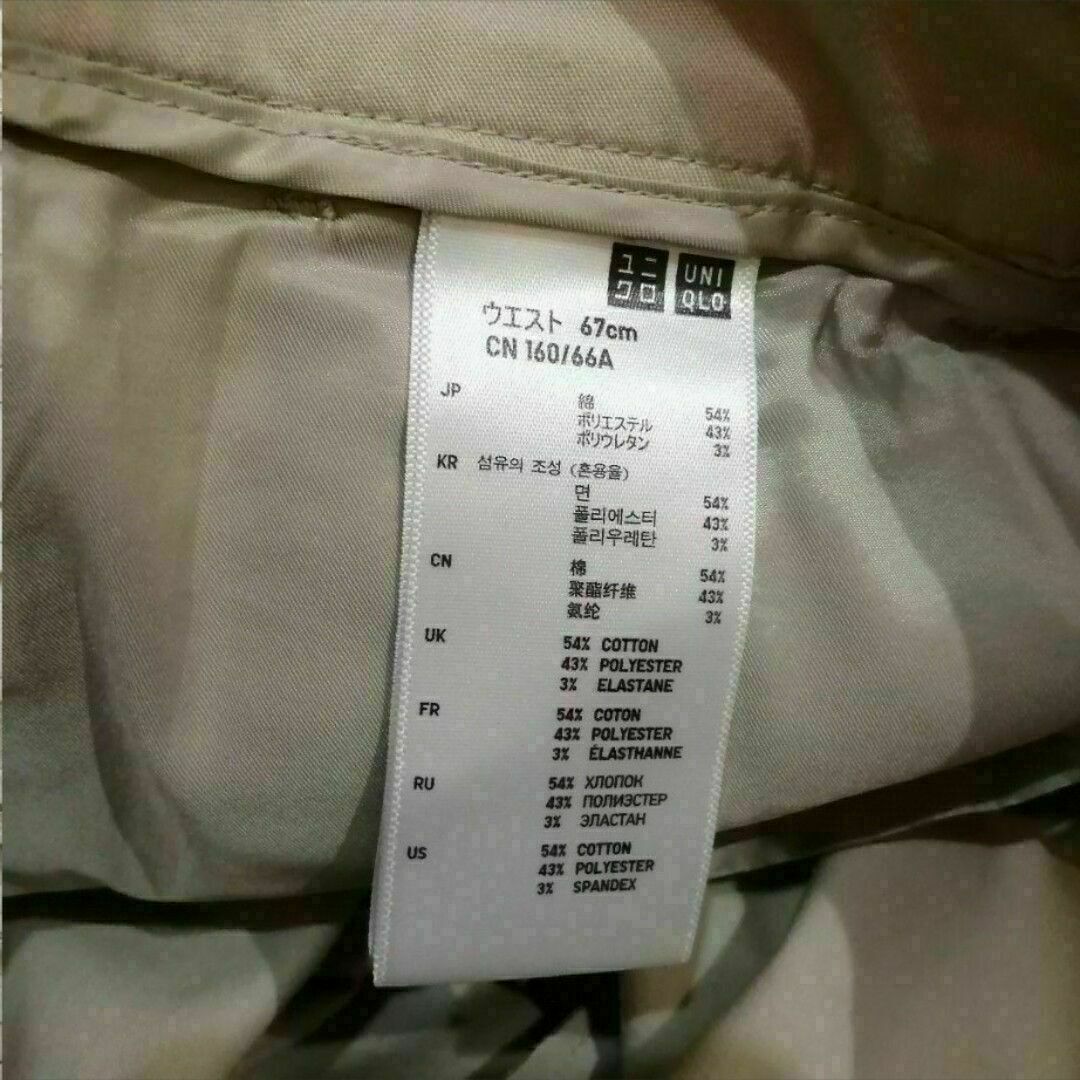 ユニ
クロ
UNI
QLO
ウエスト 67cm
CN 160/66A
JP
綿 54%
ポリエステル 43%
ポリウレタン 3%
KR 섬유의 조성 (혼용율)
면 54%
폴리에스터 43%
폴리우레탄 3%
CN
棉 54%
聚酯纤维 43%
氨纶 3%
UK 54% COTTON
43% POLYESTER
3% ELASTANE
FR 54% COTON
43% POLYESTER
3% ÉLASTHANNE
RU 54% ХЛОПОК
43% ПОЛИЭСТЕР
3% ЭЛАСТАН
US 54% COTTON
43% POLYESTER
3% SPANDEX